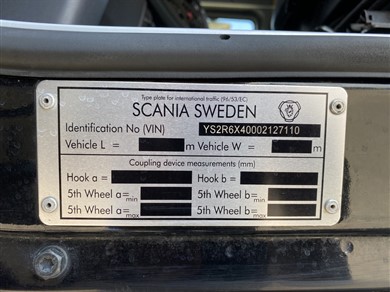 Type plate for international traffic (96/53/EC)
SCANIA SWEDEN
Identification No (VIN) YS2R6X40002127110
Vehicle L = m Vehicle W = m
Coupling device measurements (mm)
Hook a= Hook b =
5th Wheel a= min 5th Wheel b= min
5th Wheel a= max 5th Wheel b= max